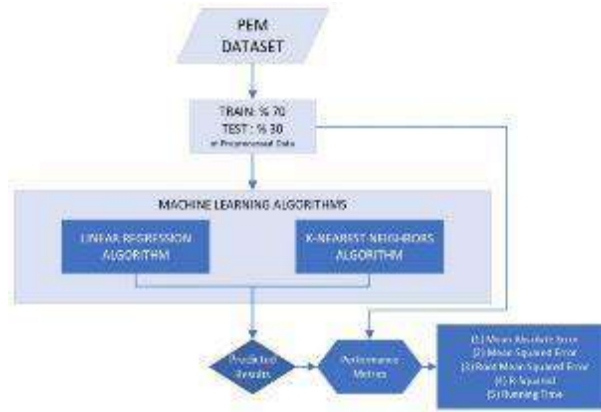 PEM
DATASET
TRAIN: % 70
TEST : % 30
of Preprocessed Data
MACHINE LEARNING ALGORITHMS
LINEAR REGRESSION
ALGORITHM
K-NEAREST NEIGHBORS
ALGORITHM
Predicted
Results
Performance
Metrics
(1) Mean Absolute Error
(2) Mean Squared Error
(3) Root Mean Squared Error
(4) R-Squared
(5) Running Time